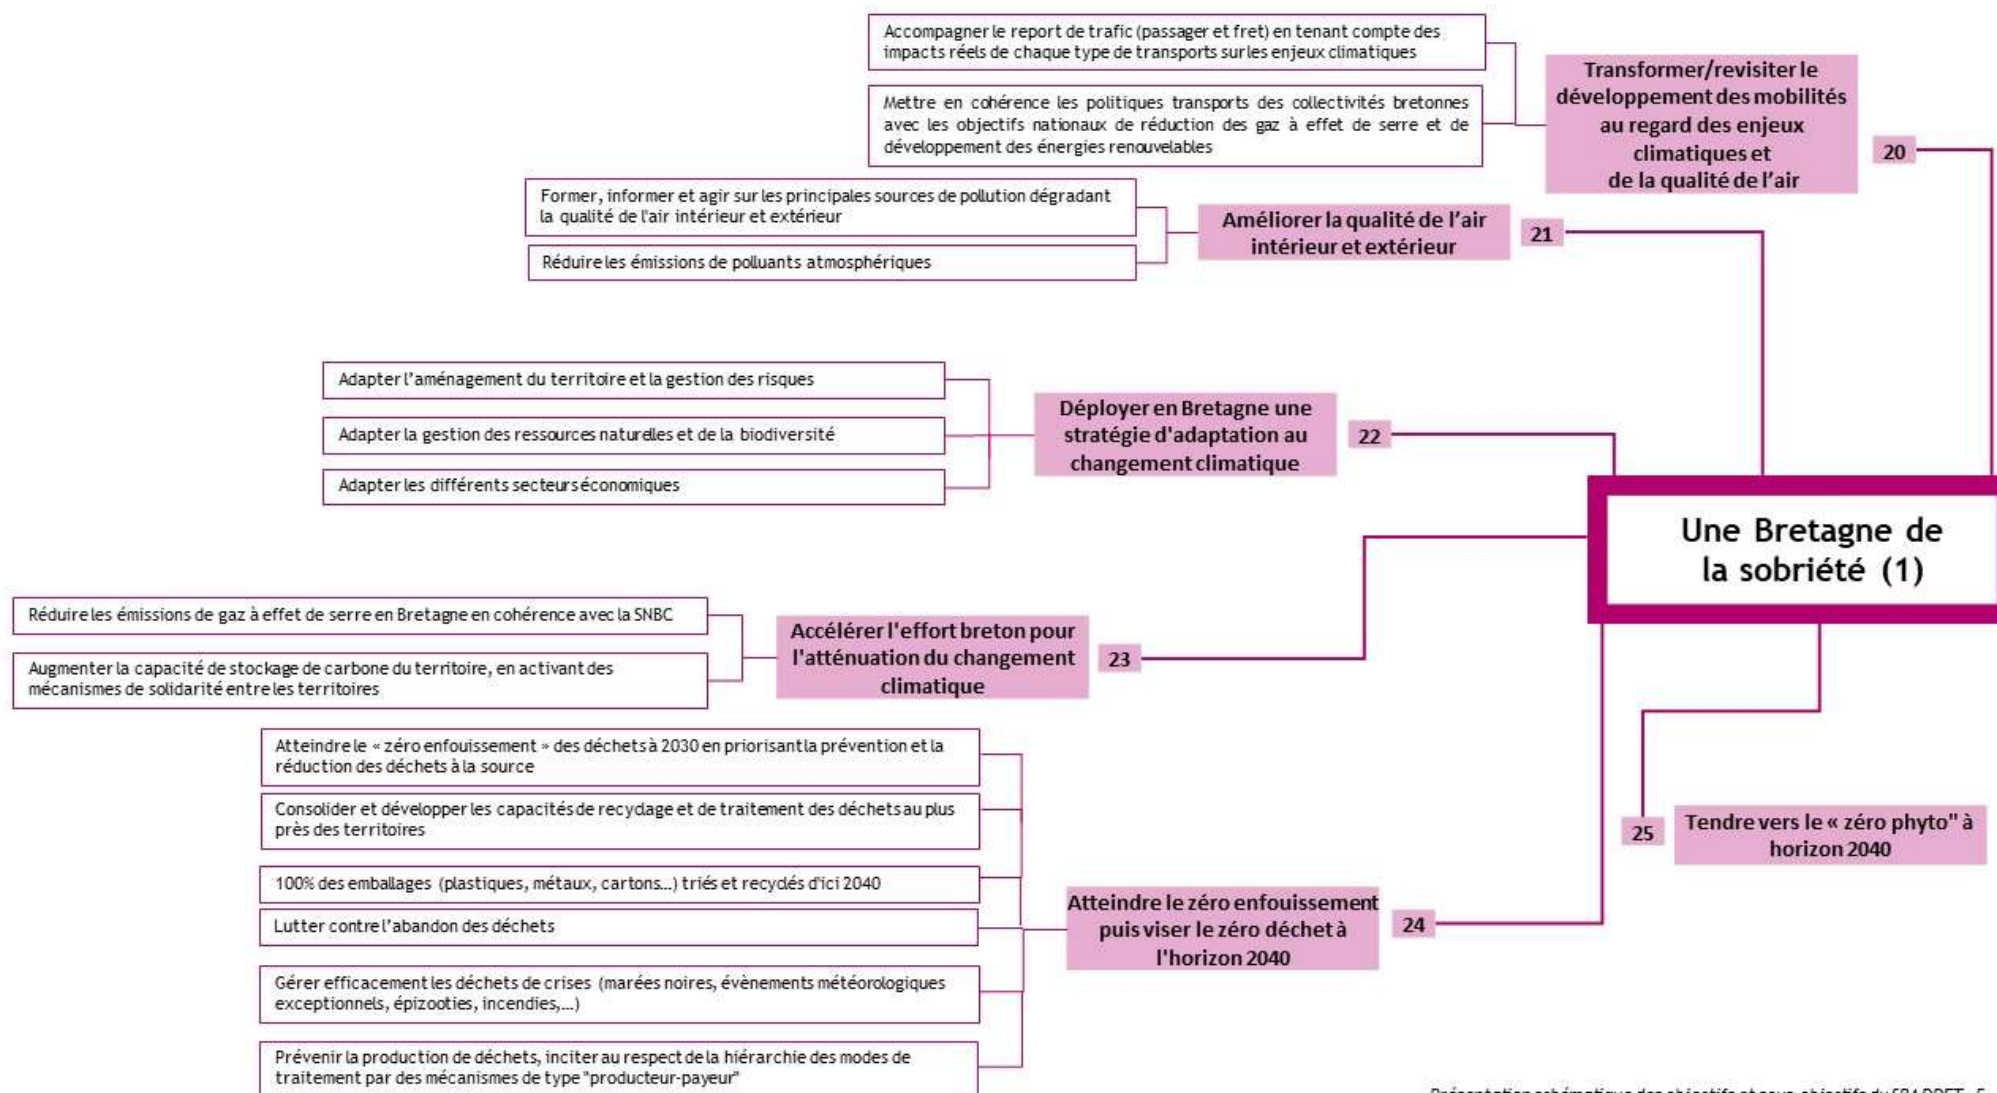 Accompagner le report de trafic (passager et fret) en tenant compte des
impacts réels de chaque type de transports sur les enjeux climatiques
Mettre en cohérence les politiques transports des collectivités bretonnes
avec les objectifs nationaux de réduction des gaz à effet de serre et de
développement des énergies renouvelables
Transformer/revisiter le
développement des mobilités
au regard des enjeux
climatiques et
de la qualité de l’air
20
Former, informer et agir sur les principales sources de pollution dégradant
la qualité de l'air intérieur et extérieur
Réduire les émissions de polluants atmosphériques
Améliorer la qualité de l’air
intérieur et extérieur
21
Adapter l’aménagement du territoire et la gestion des risques
Adapter la gestion des ressources naturelles et de la biodiversité
Adapter les différents secteurs économiques
Déployer en Bretagne une
stratégie d'adaptation au
changement climatique
22
Une Bretagne de
la sobriété (1)
Réduire les émissions de gaz à effet de serre en Bretagne en cohérence avec la SNBC
Augmenter la capacité de stockage de carbone du territoire, en activant des
mécanismes de solidarité entre les territoires
Accélérer l'effort breton pour
l'atténuation du changement
climatique
23
Atteindre le « zéro enfouissement » des déchets à 2030 en priorisant la prévention et la
réduction des déchets à la source
Consolider et développer les capacités de recyclage et de traitement des déchets au plus
près des territoires
100% des emballages (plastiques, métaux, cartons…) triés et recyclés d'ici 2040
Lutter contre l’abandon des déchets
Gérer efficacement les déchets de crises (marées noires, évènements météorologiques
exceptionnels, épizooties, incendies,…)
Prévenir la production de déchets, inciter au respect de la hiérarchie des modes de
traitement par des mécanismes de type "producteur-payeur"
Atteindre le zéro enfouissement
puis viser le zéro déchet à
l'horizon 2040
24
25
Tendre vers le « zéro phyto" à
horizon 2040
Présentation schématique des objectifs et sous-objectifs du SRADDET - 5